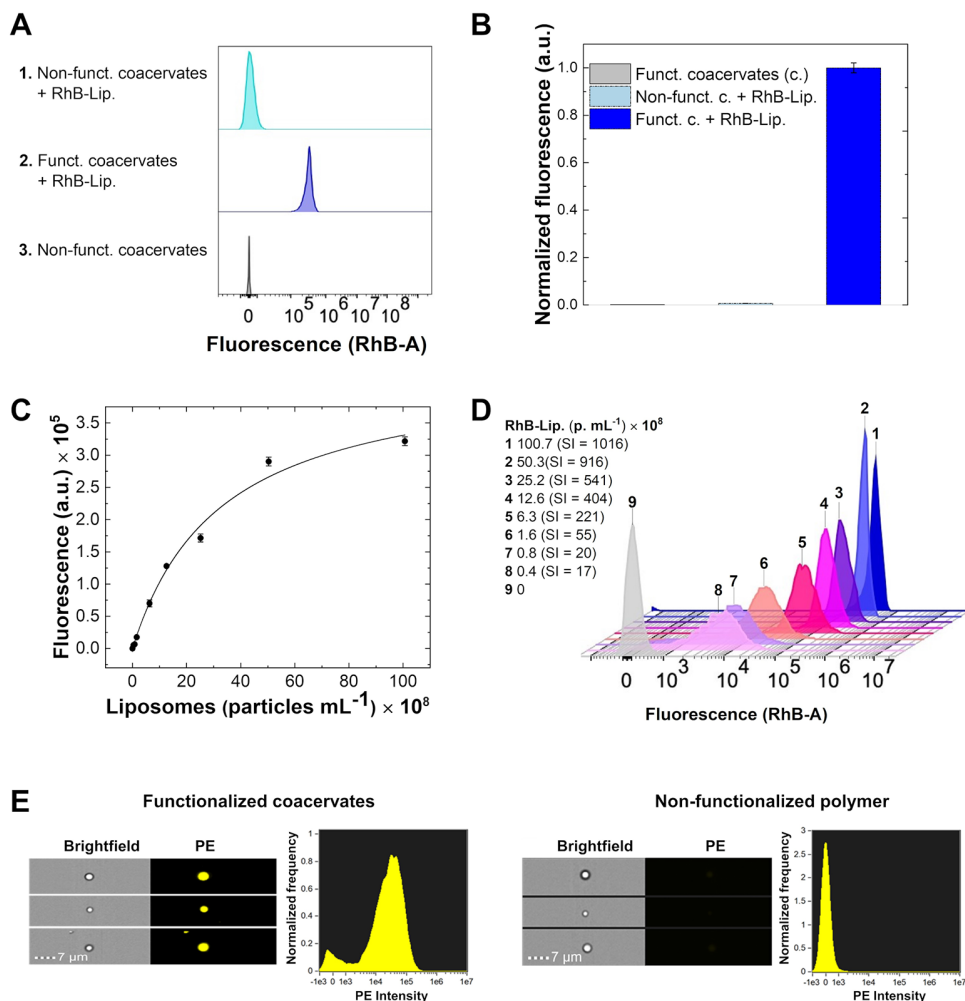 A
1. Non-funct. coacervates
+ RhB-Lip.
2. Funct. coacervates
+ RhB-Lip.
3. Non-funct. coacervates
0 10^5 10^6 10^7 10^8
Fluorescence (RhB-A)
B
Normalized fluorescence (a.u.)
1.0
0.8
0.6
0.4
0.2
0.0
Funct. coacervates (c.)
Non-funct. c. + RhB-Lip.
Funct. c. + RhB-Lip.
C
Fluorescence (a.u.) × 10^5
3.5
3.0
2.5
2.0
1.5
1.0
0.5
0.0
0 20 40 60 80 100
Liposomes (particles mL^-1) × 10^8
D
RhB-Lip. (p. mL^-1) × 10^8
1 100.7 (SI = 1016)
2 50.3(SI = 916)
3 25.2 (SI = 541)
4 12.6 (SI = 404)
5 6.3 (SI = 221)
6 1.6 (SI = 55)
7 0.8 (SI = 20)
8 0.4 (SI = 17)
9 0
9 8 7 6 5 4 3 2 1
0 10^3 10^4 10^5 10^6 10^7
Fluorescence (RhB-A)
E
Functionalized coacervates
Brightfield PE
7 µm
Normalized frequency
1
0.8
0.6
0.4
0.2
0
-1e3 0 1e3 1e4 1e5 1e6 1e7
PE Intensity
Non-functionalized polymer
Brightfield PE
7 µm
Normalized frequency
3
2.5
2
1.5
1
0.5
0
-1e3 0 1e3 1e4 1e5 1e6 1e7
PE Intensity